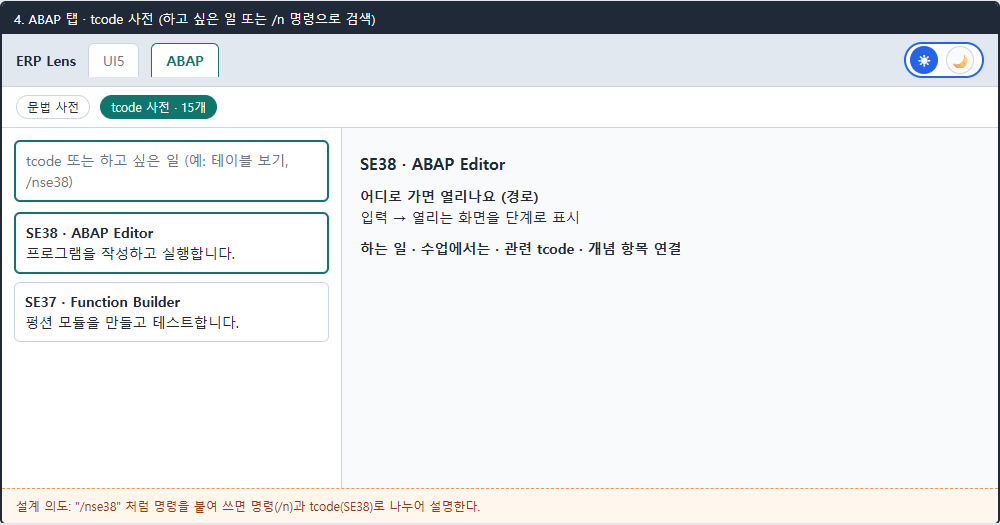 4. ABAP 탭 · tcode 사전 (하고 싶은 일 또는 /n 명령으로 검색)
ERP Lens UI5 ABAP
문법 사전 tcode 사전 · 15개
tcode 또는 하고 싶은 일 (예: 테이블 보기,
/nse38)
SE38 · ABAP Editor
프로그램을 작성하고 실행합니다.
SE37 · Function Builder
펑션 모듈을 만들고 테스트합니다.
SE38 · ABAP Editor
어디로 가면 열리나요 (경로)
입력 → 열리는 화면을 단계로 표시
하는 일 · 수업에서는 · 관련 tcode · 개념 항목 연결
설계 의도: "/nse38" 처럼 명령을 붙여 쓰면 명령(/n)과 tcode(SE38)로 나누어 설명한다.